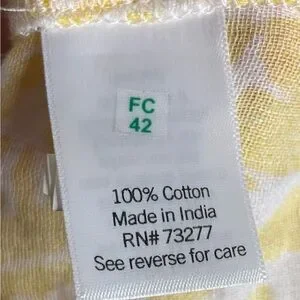 FC
42
100% Cotton
Made in India
RN# 73277
See reverse for care